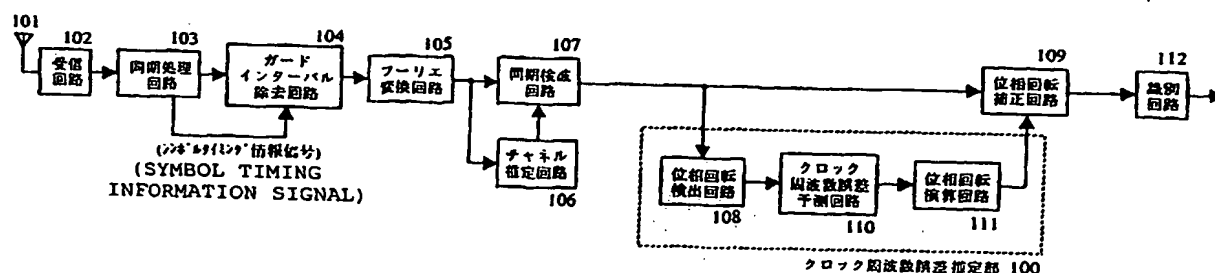 101
102
受信
回路
103
同期処理
回路
104
ガード
インターバル
除去回路
105
フーリエ
変換回路
107
同期検波
回路
109
位相回転
補正回路
112
識別
回路
(シンボルタイミング情報信号)
(SYMBOL TIMING
INFORMATION SIGNAL)
チャネル
推定回路
106
位相回転
検出回路
108
クロック
周波数誤差
予測回路
110
位相回転
演算回路
111
クロック周波数誤差推定部 100